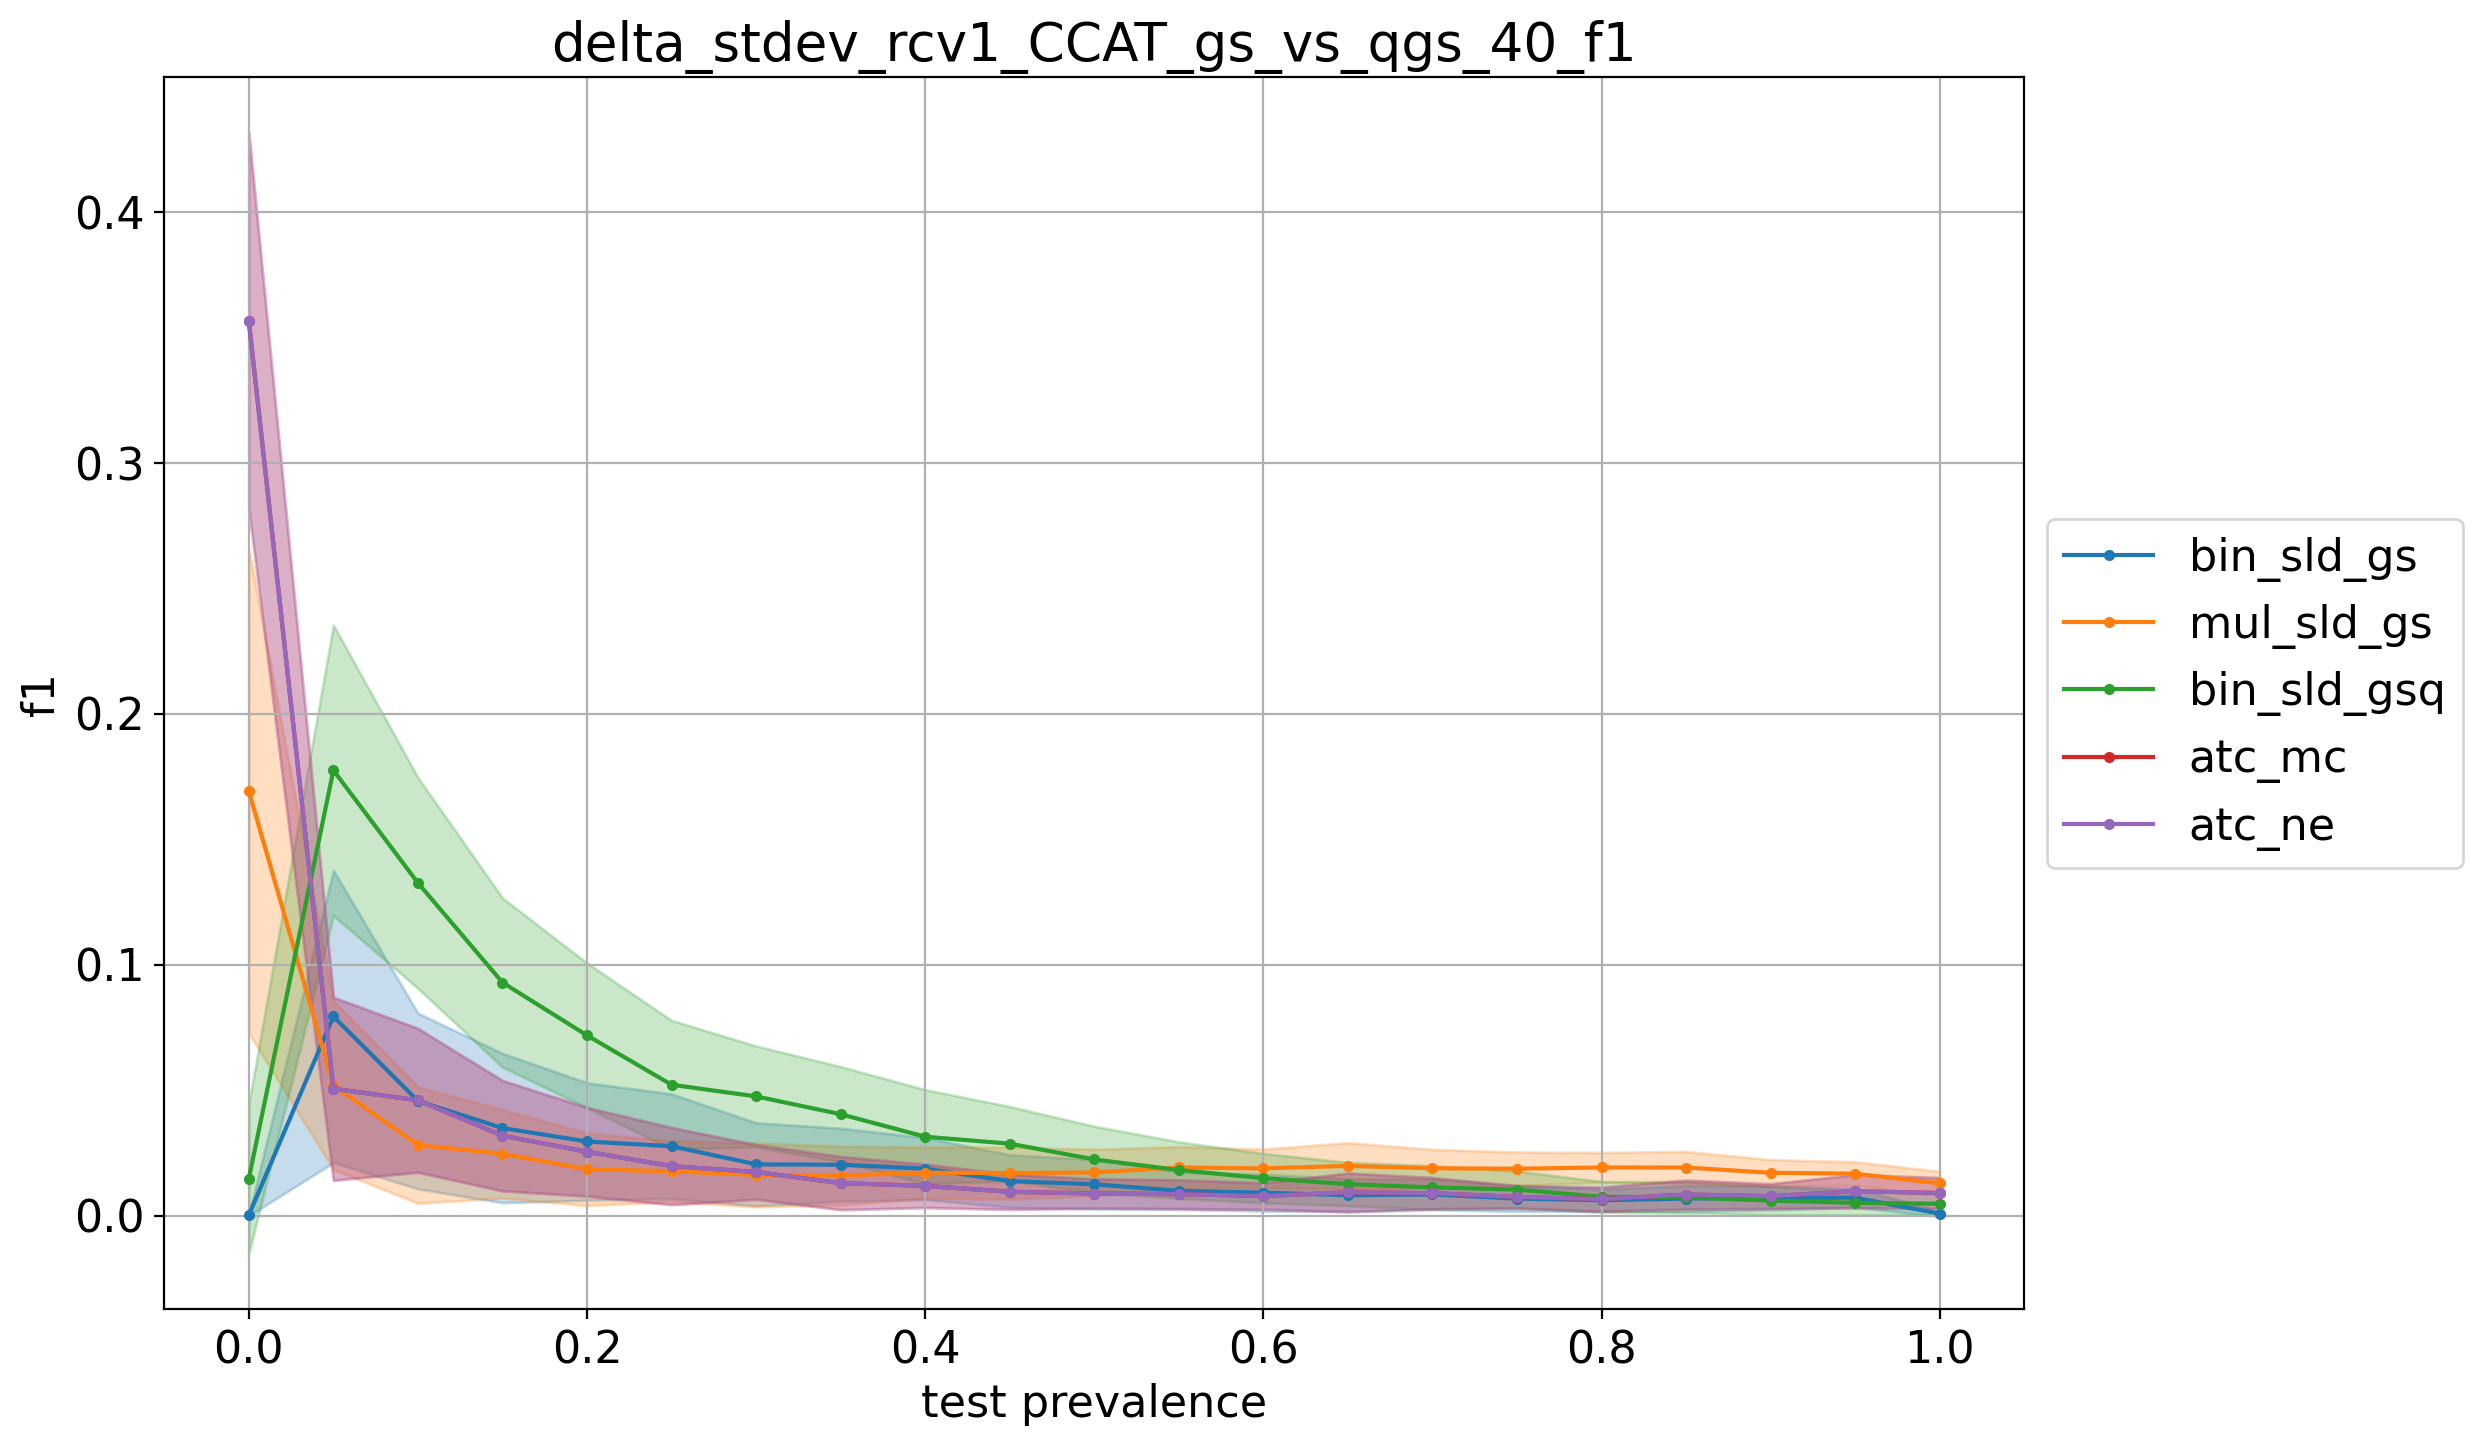 delta_stdev_rcv1_CCAT_gs_vs_qgs_40_f1
f1
0.4
0.3
0.2
0.1
0.0
0.0 0.2 0.4 0.6 0.8 1.0
test prevalence
bin_sld_gs
mul_sld_gs
bin_sld_gsq
atc_mc
atc_ne